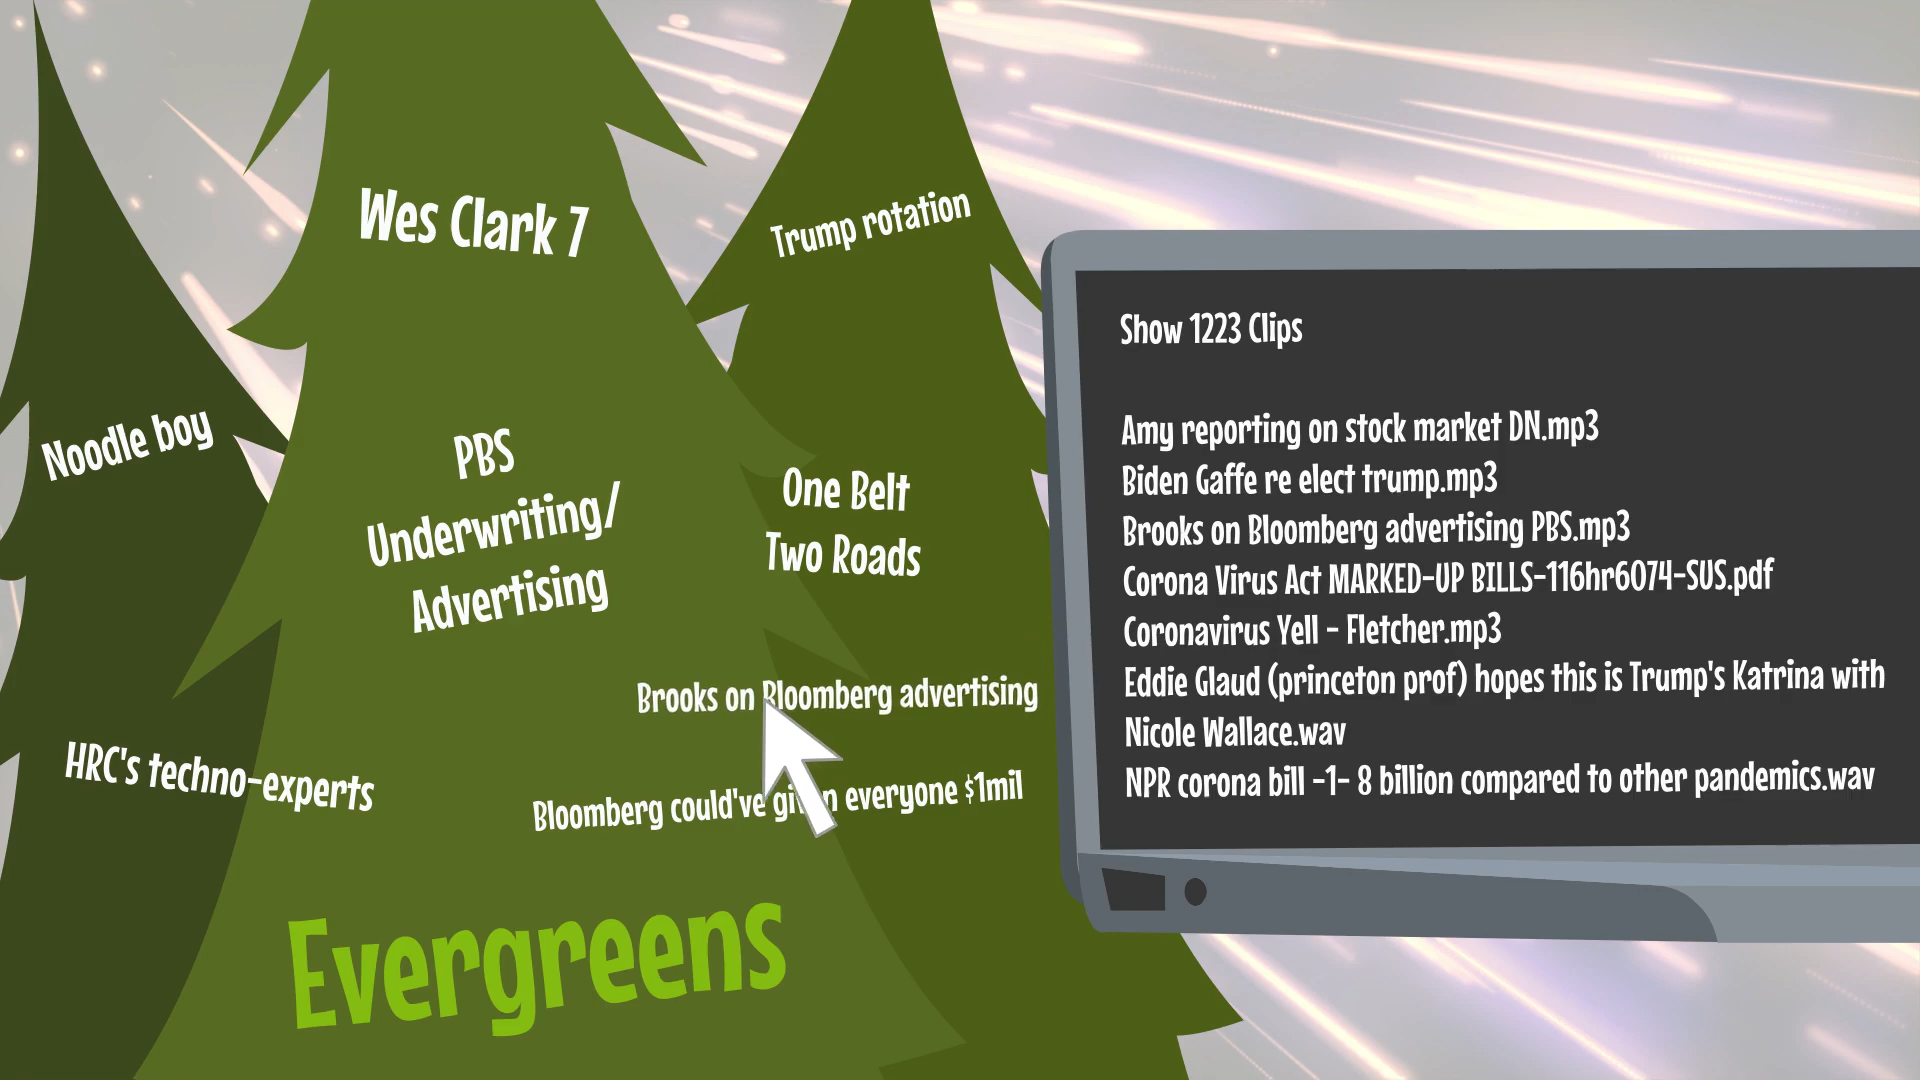 Wes Clark 7
Trump rotation
Noodle boy
PBS
Underwriting/
Advertising
One Belt
Two Roads
Brooks on Bloomberg advertising
HRC's techno-experts
Bloomberg could've given everyone $1mil
Evergreens
Show 1223 Clips
Amy reporting on stock market DN.mp3
Biden Gaffe re elect trump.mp3
Brooks on Bloomberg advertising PBS.mp3
Corona Virus Act MARKED-UP BILLS-116hr6074-SUS.pdf
Coronavirus Yell - Fletcher.mp3
Eddie Glaud (princeton prof) hopes this is Trump's Katrina with
Nicole Wallace.wav
NPR corona bill -1- 8 billion compared to other pandemics.wav